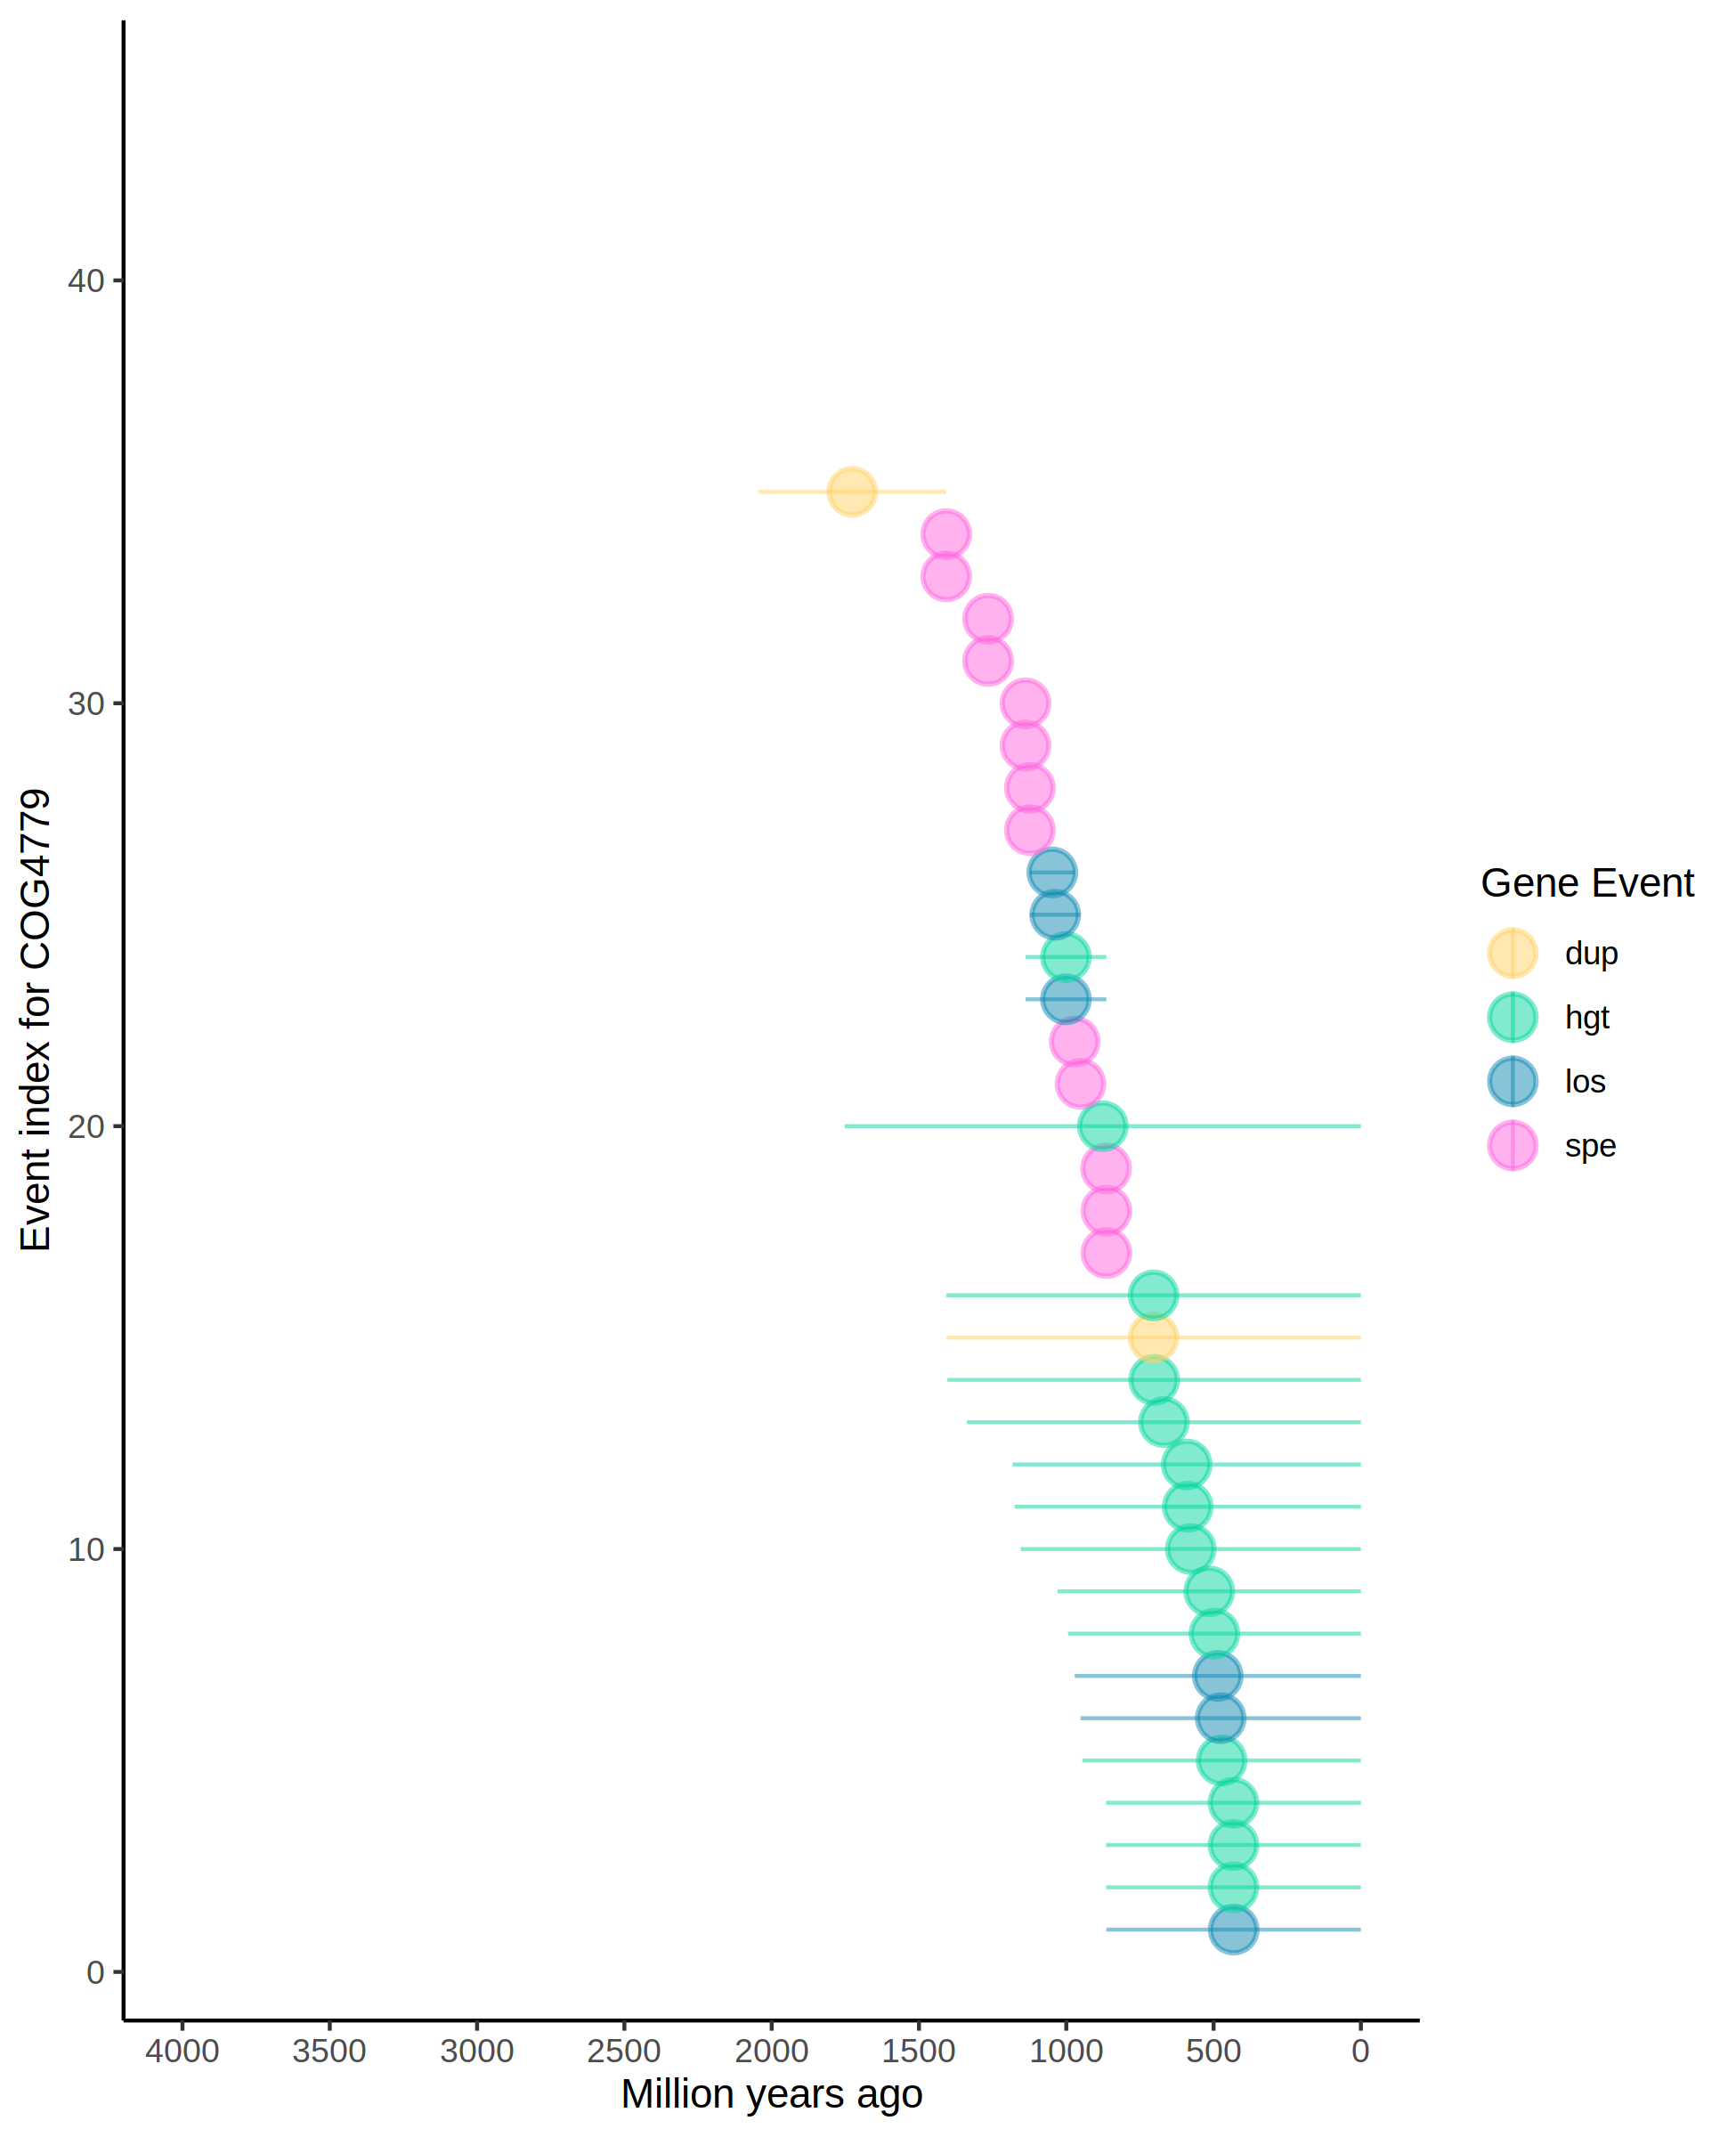 Event index for COG4779
40
30
20
10
0
4000 3500 3000 2500 2000 1500 1000 500 0
Million years ago
Gene Event
dup
hgt
los
spe